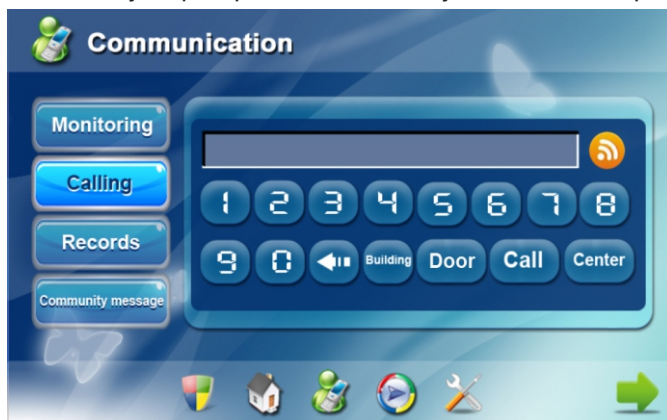 Communication
Monitoring
Calling
Records
Community message
1 2 3 4 5 6 7 8
9 0 Building Door Call Center